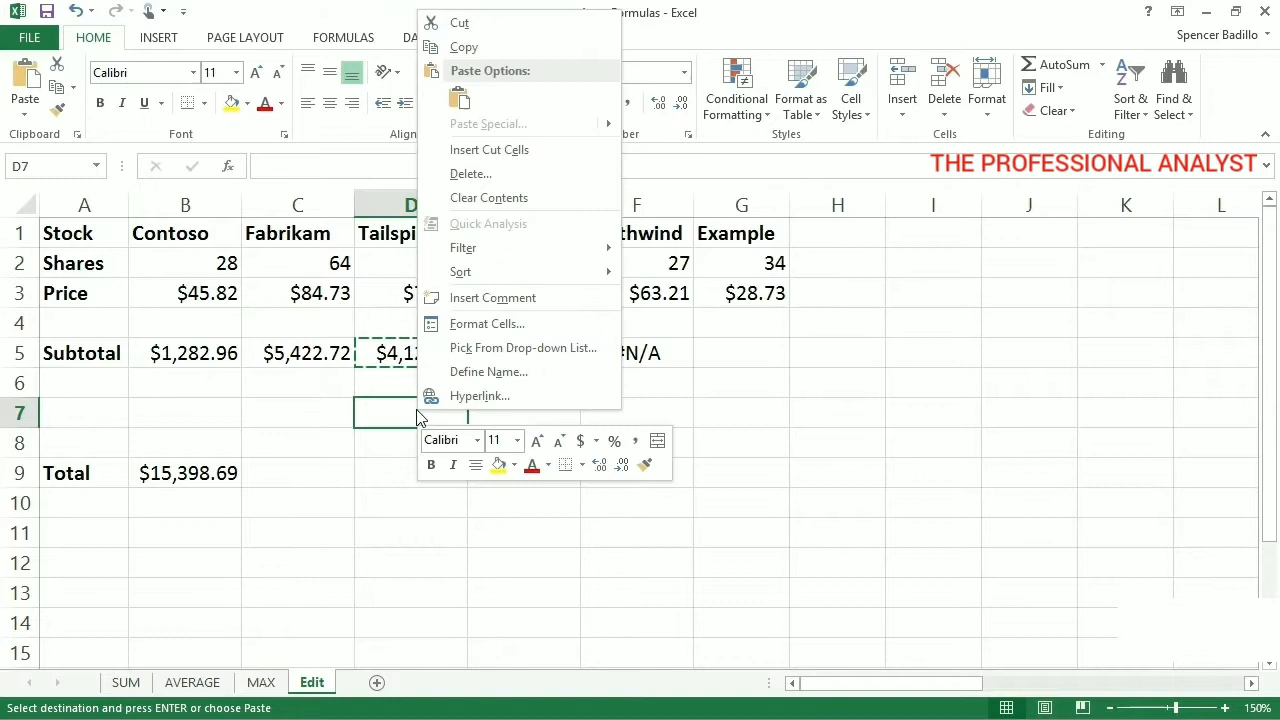 Formulas - Excel
Spencer Badillo
FILE HOME INSERT PAGE LAYOUT FORMULAS
Paste
Calibri 11
B I U A
Conditional Formatting
Format as Table
Cell Styles
Insert Delete Format
AutoSum
Fill
Clear
Sort & Filter
Find & Select
Clipboard Font Styles Cells Editing
D7 fx
THE PROFESSIONAL ANALYST
A B C D F G H I J K L
1 Stock Contoso Fabrikam Example
2 Shares 28 64 27 34
3 Price $45.82 $84.73 $63.21 $28.73
4
5 Subtotal $1,282.96 $5,422.72 #N/A
6
7
8
9 Total $15,398.69
10
11
12
13
14
15
Cut
Copy
Paste Options:
Paste Special...
Insert Cut Cells
Delete...
Clear Contents
Quick Analysis
Filter
Sort
Insert Comment
Format Cells...
Pick From Drop-down List...
Define Name...
Hyperlink...
Calibri 11 A A $ % ,
B I A
SUM AVERAGE MAX Edit
Select destination and press ENTER or choose Paste
150%